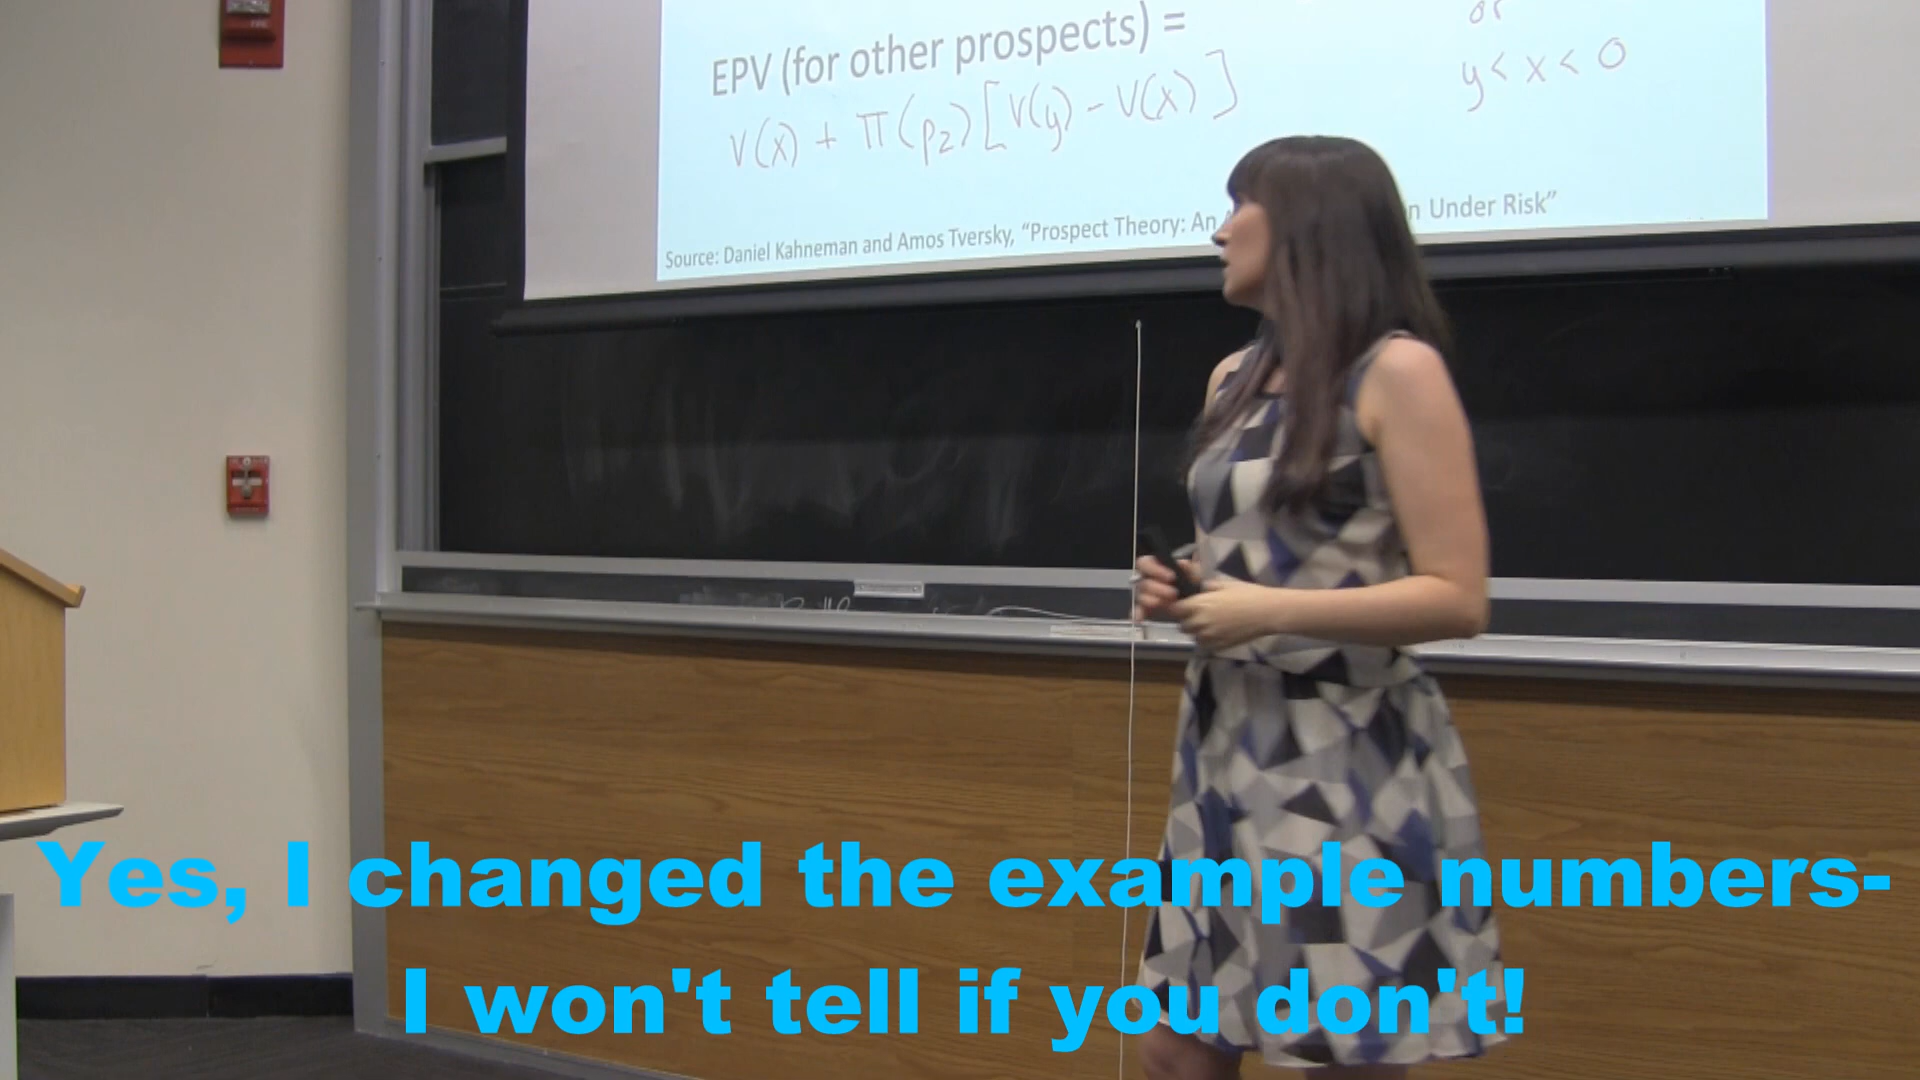 or
EPV (for other prospects) =
y < x < 0
v(x) + π(p₂)[v(y) - v(x)]
Source: Daniel Kahneman and Amos Tversky, “Prospect Theory: An Under Risk”
Yes, I changed the example numbers-
I won't tell if you don't!